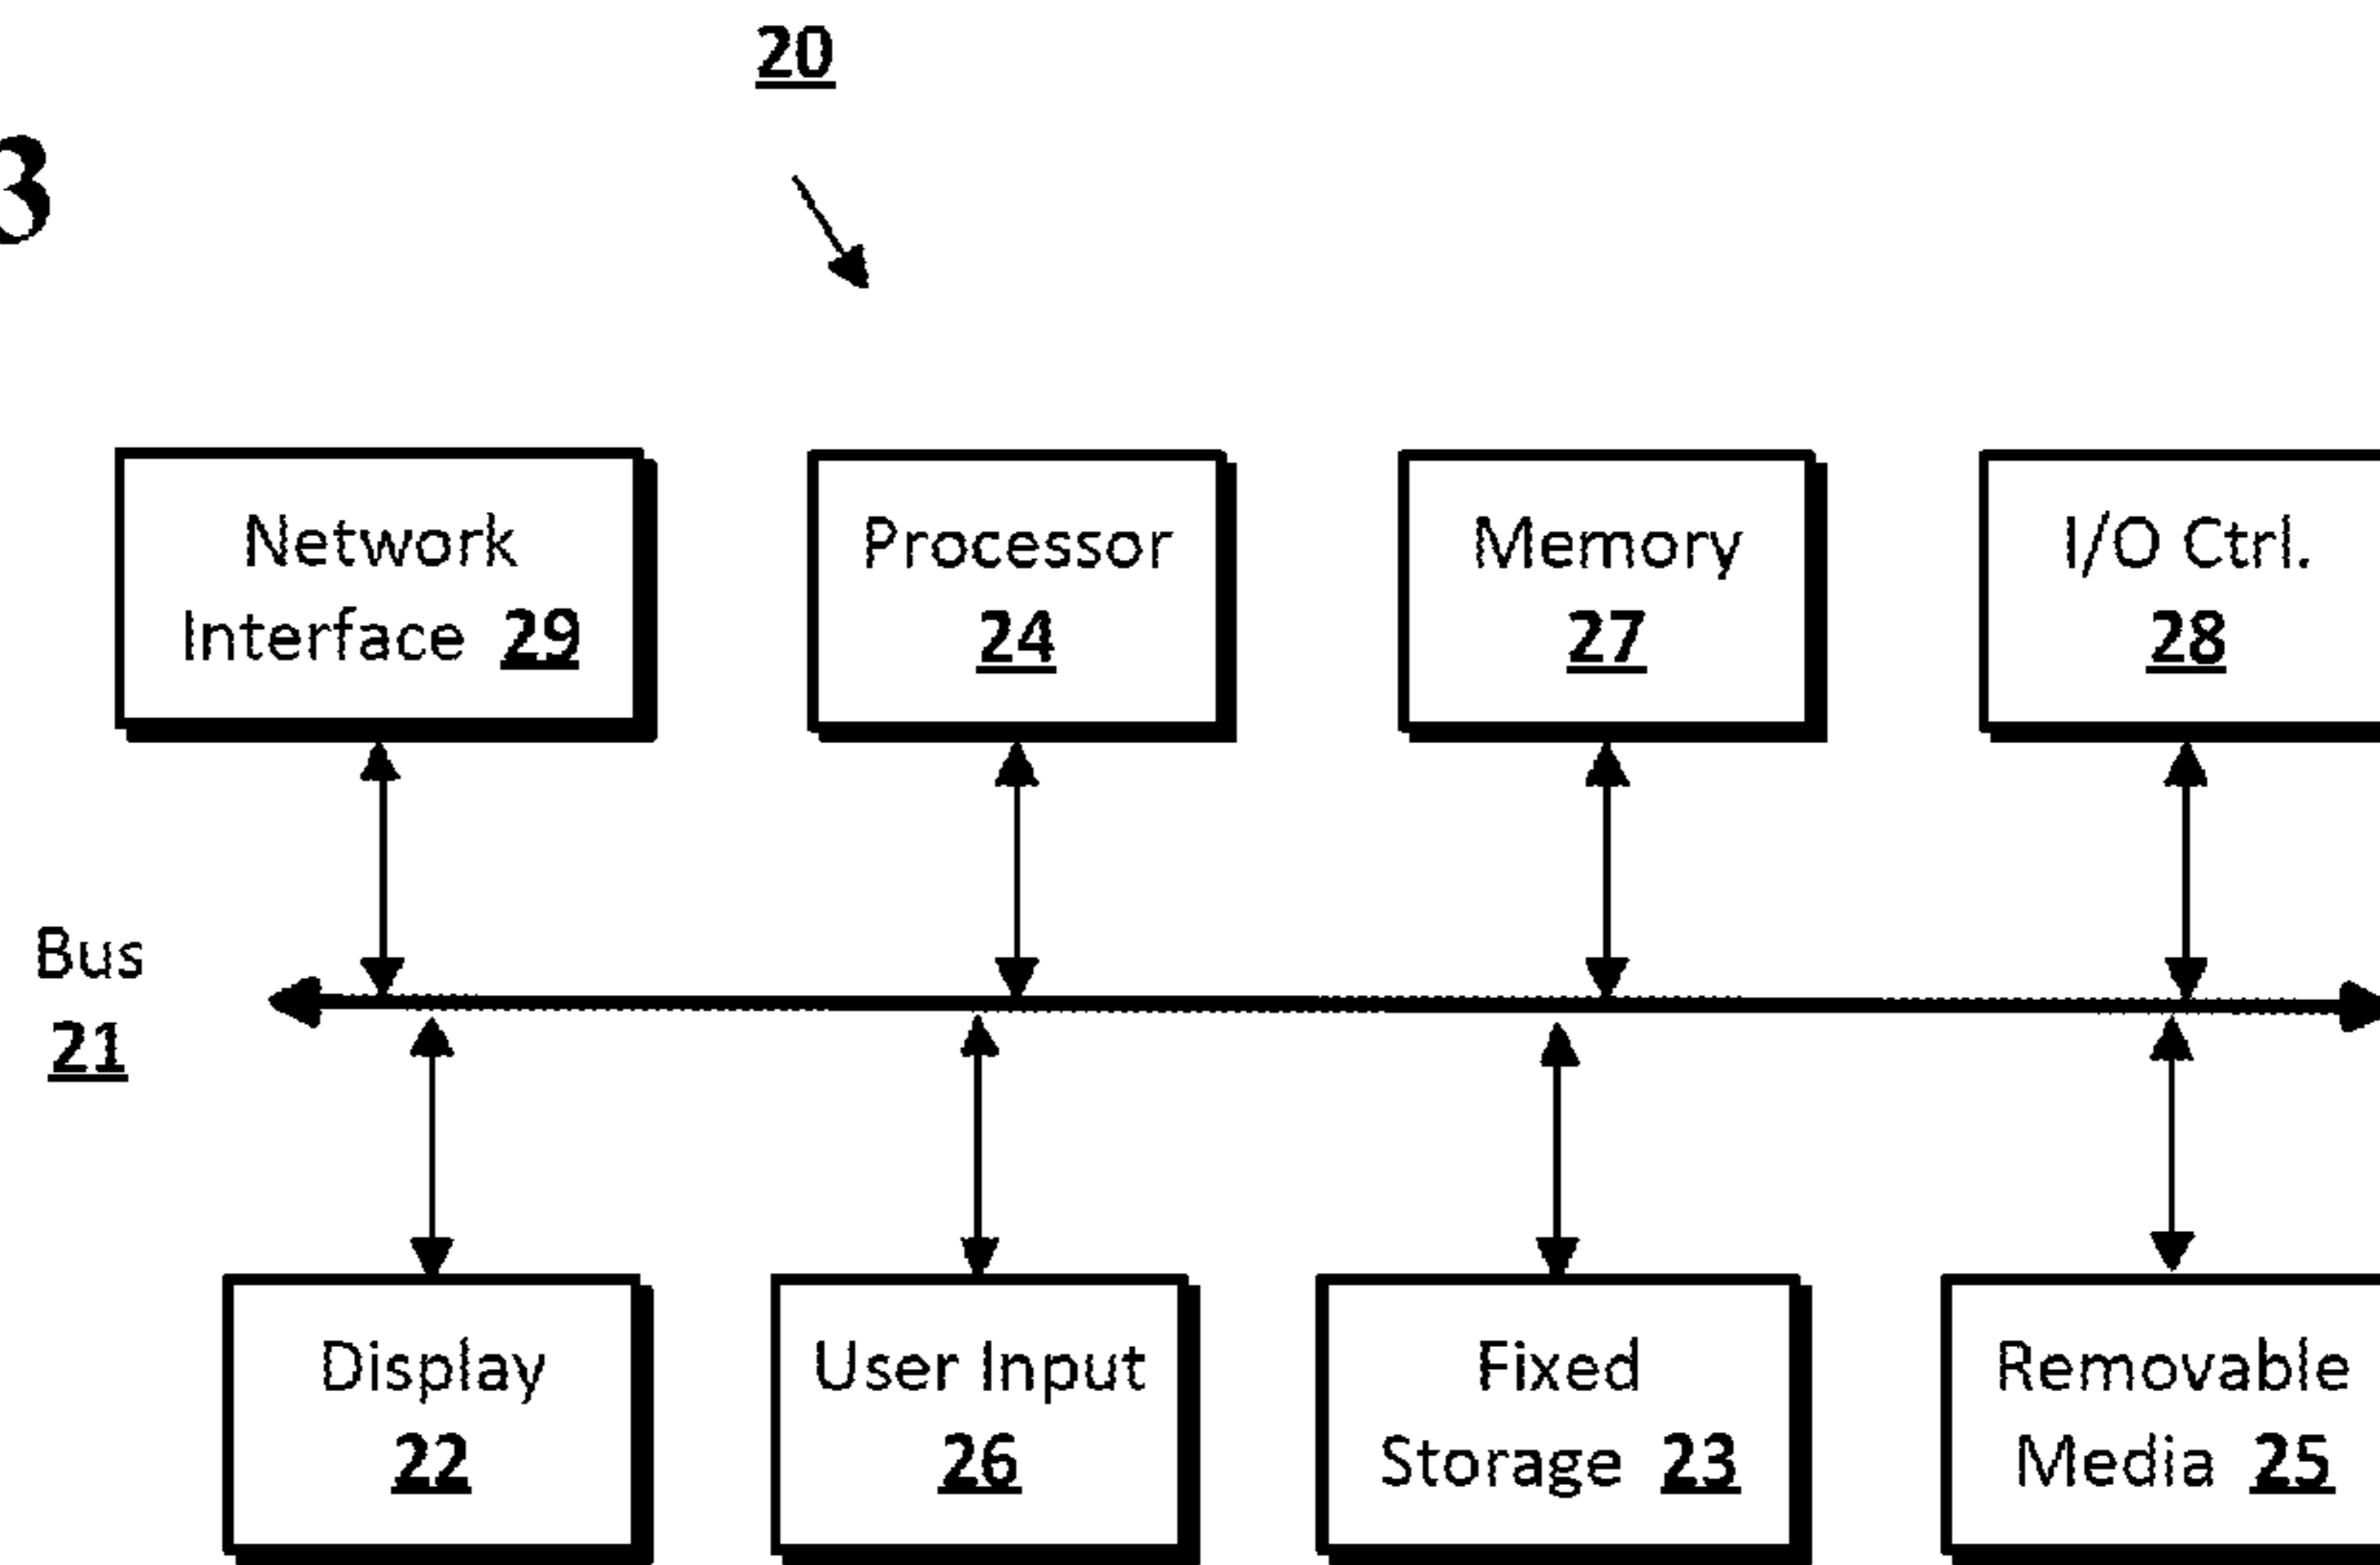 20
3
Network
Interface 29
Processor
24
Memory
27
I/O Ctrl.
28
Bus
21
Display
22
User Input
26
Fixed
Storage 23
Removable
Media 25